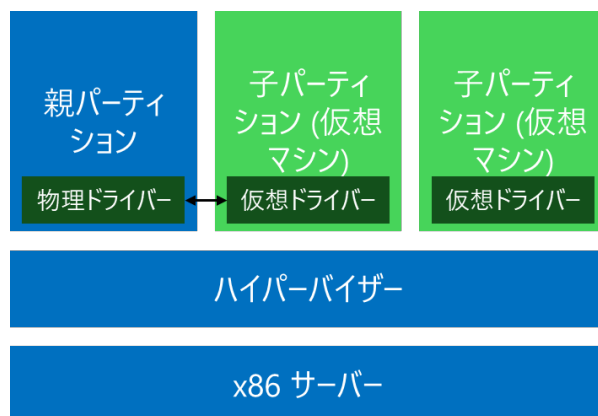 親パーティ
ション
物理ドライバー
子パーティ
ション (仮想
マシン)
仮想ドライバー
子パーティ
ション (仮想
マシン)
仮想ドライバー
ハイパーバイザー
x86 サーバー